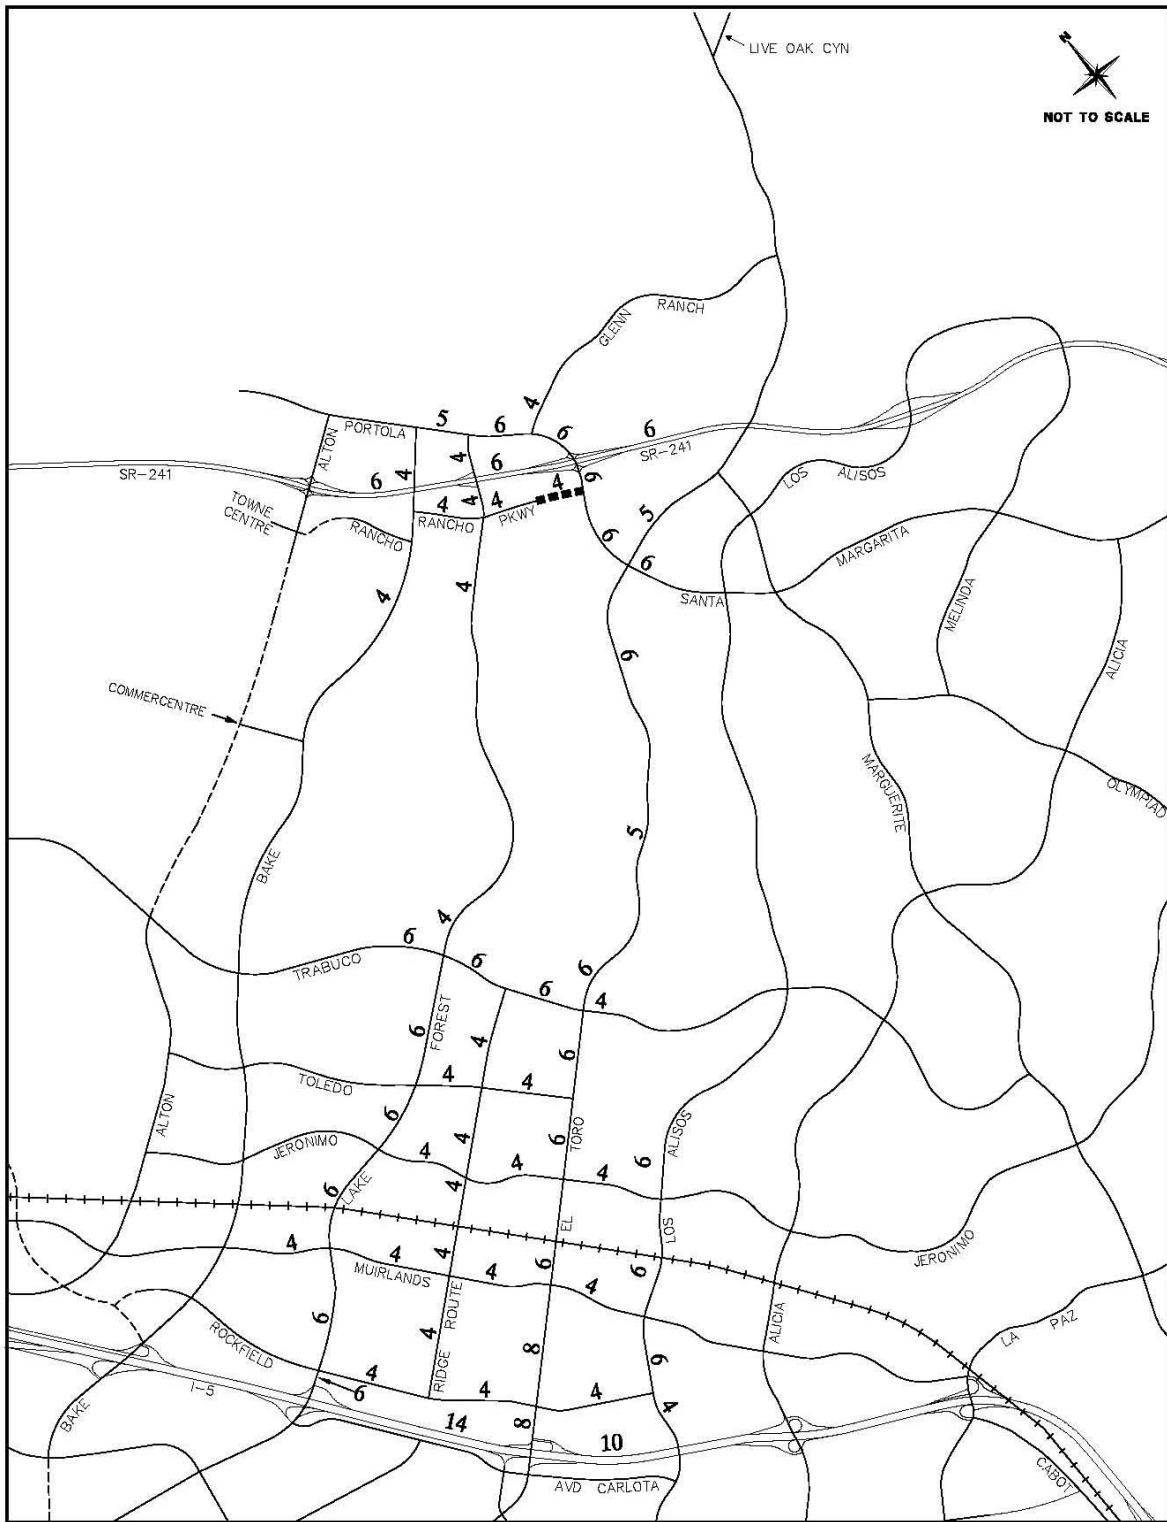 LIVE OAK CYN
N
NOT TO SCALE
GLENN
RANCH
4
5
6
6
6
PORTOLA
ALTON
4
6
SR-241
LOS
ALISOS
SR-241
6
4
4
6
TOWNE
CENTRE
4
4
4
RANCHO
PKWY
RANCHO
5
6
6
MARGARITA
4
4
SANTA
MELINDA
6
ALICIA
COMMERCENTRE
MARGUERITE
OLYMPIAD
5
BAKE
4
6
6
6
6
TRABUCO
6
4
FOREST
6
4
6
4
4
TOLEDO
6
ALTON
4
6
TORO
ALISOS
JERONIMO
4
4
4
6
6
LAKE
4
EL
LOS
JERONIMO
4
4
4
6
6
MUIRLANDS
4
4
6
ROUTE
ALICIA
LA
PAZ
ROCKFIELD
4
8
6
I-5
4
6
RIDGE
4
4
4
BAKE
14
8
10
CABOT
AVD CARLOTA